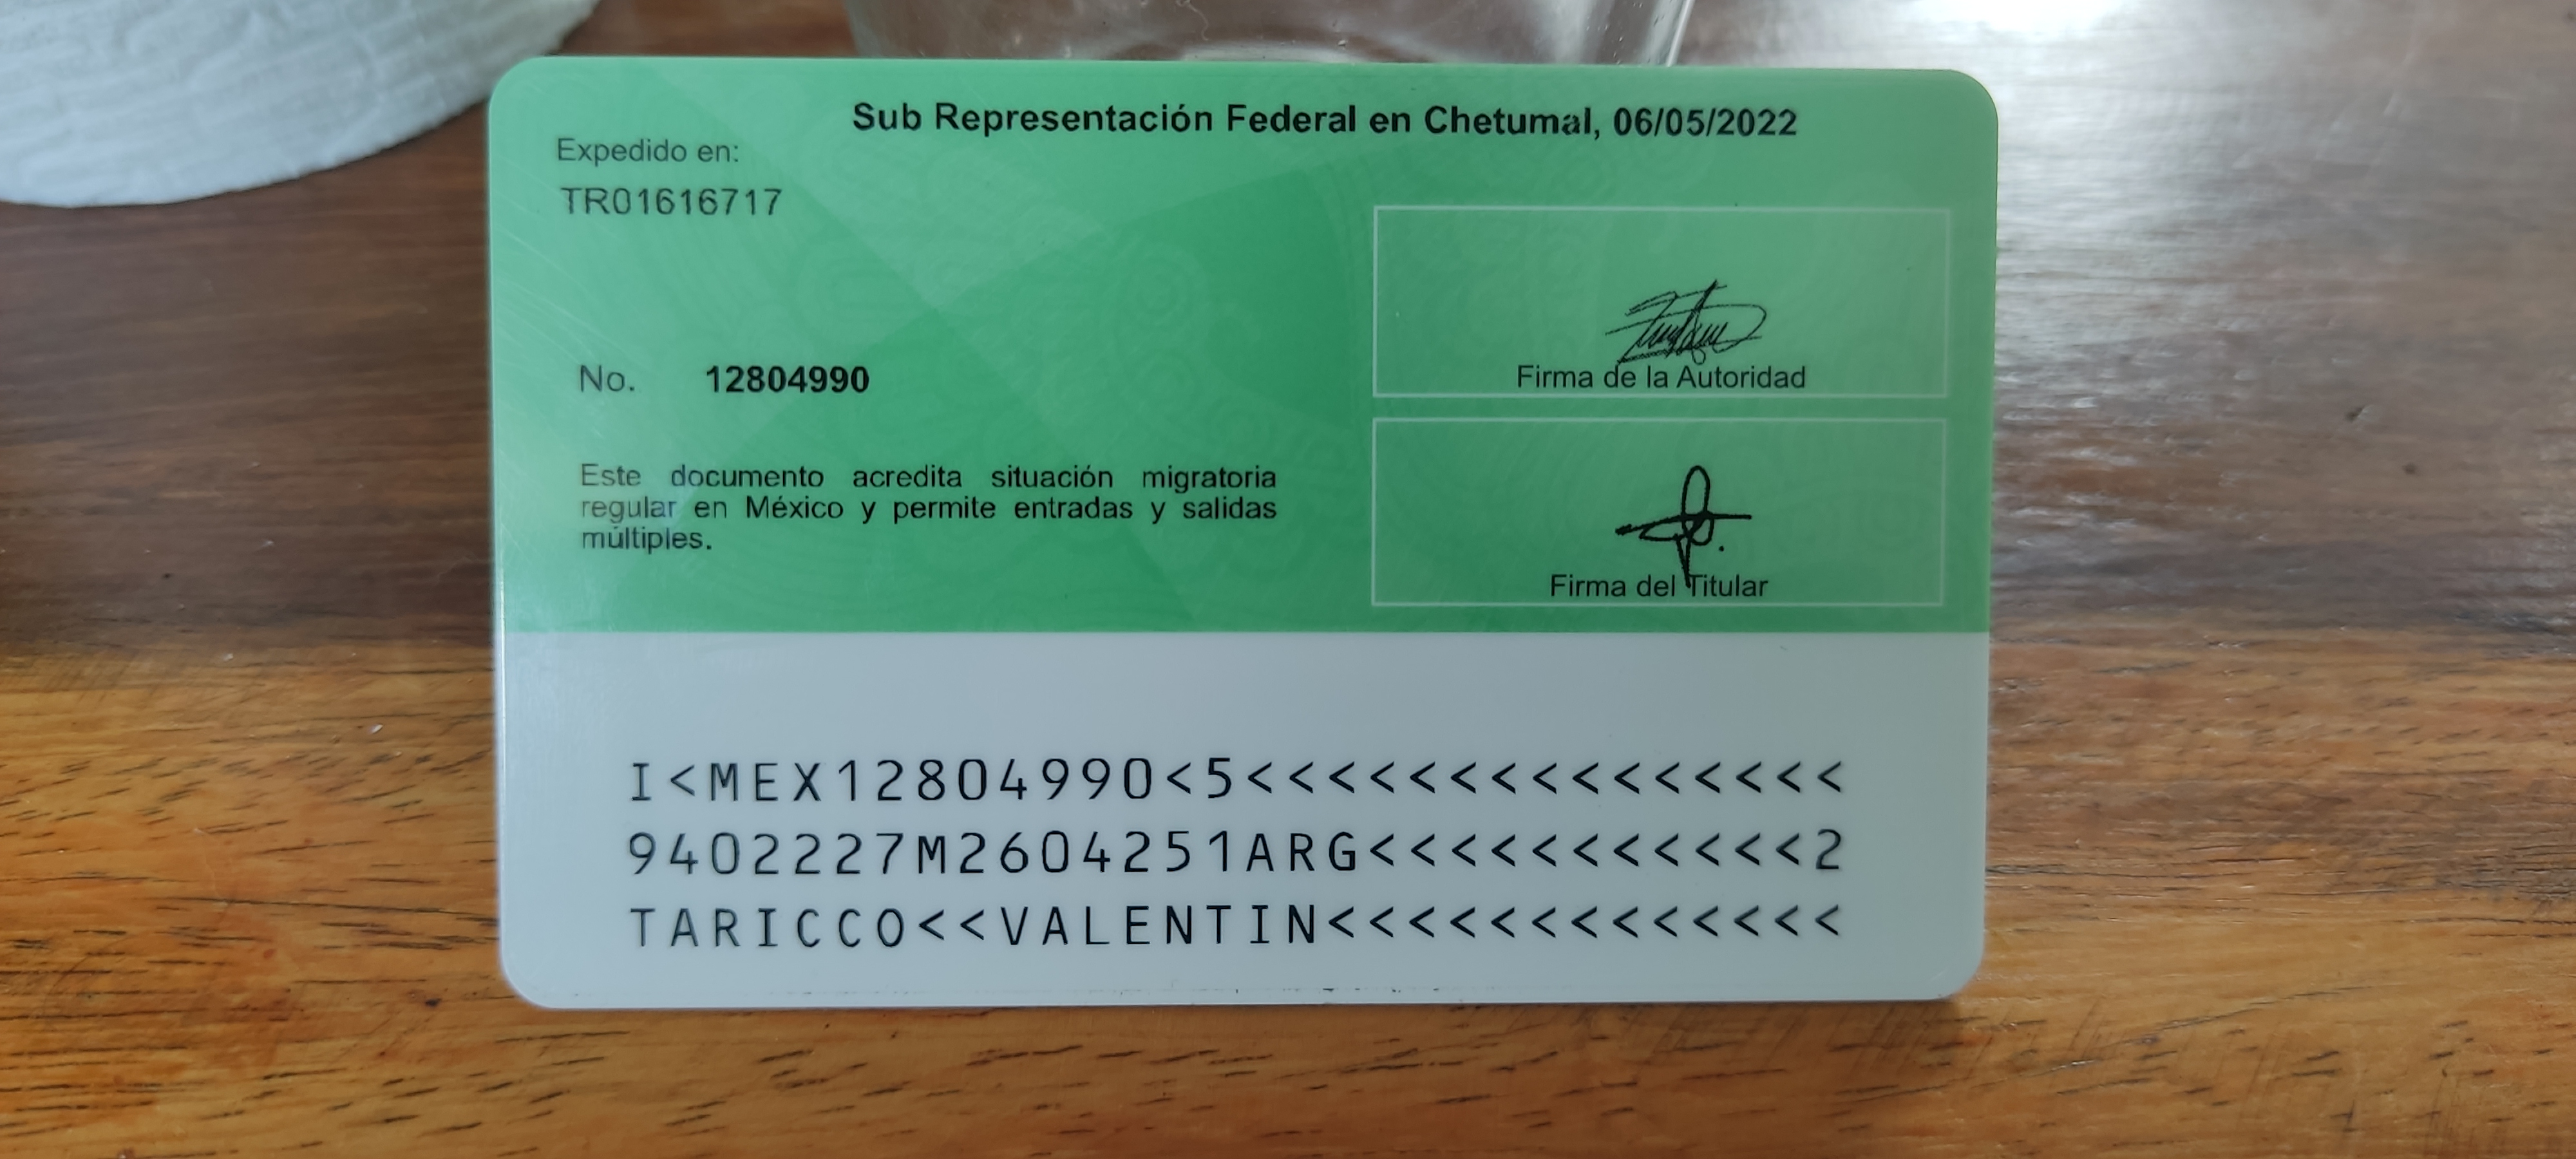 Sub Representación Federal en Chetumal, 06/05/2022
Expedido en:
TR01616717
No. 12804990
Firma de la Autoridad
Este documento acredita situación migratoria
regular en México y permite entradas y salidas
múltiples.
Firma del Titular
I<MEX12804990<5<<<<<<<<<<<<<<<
9402227M2604251ARG<<<<<<<<<<<2
TARICCO<<VALENTIN<<<<<<<<<<<<<